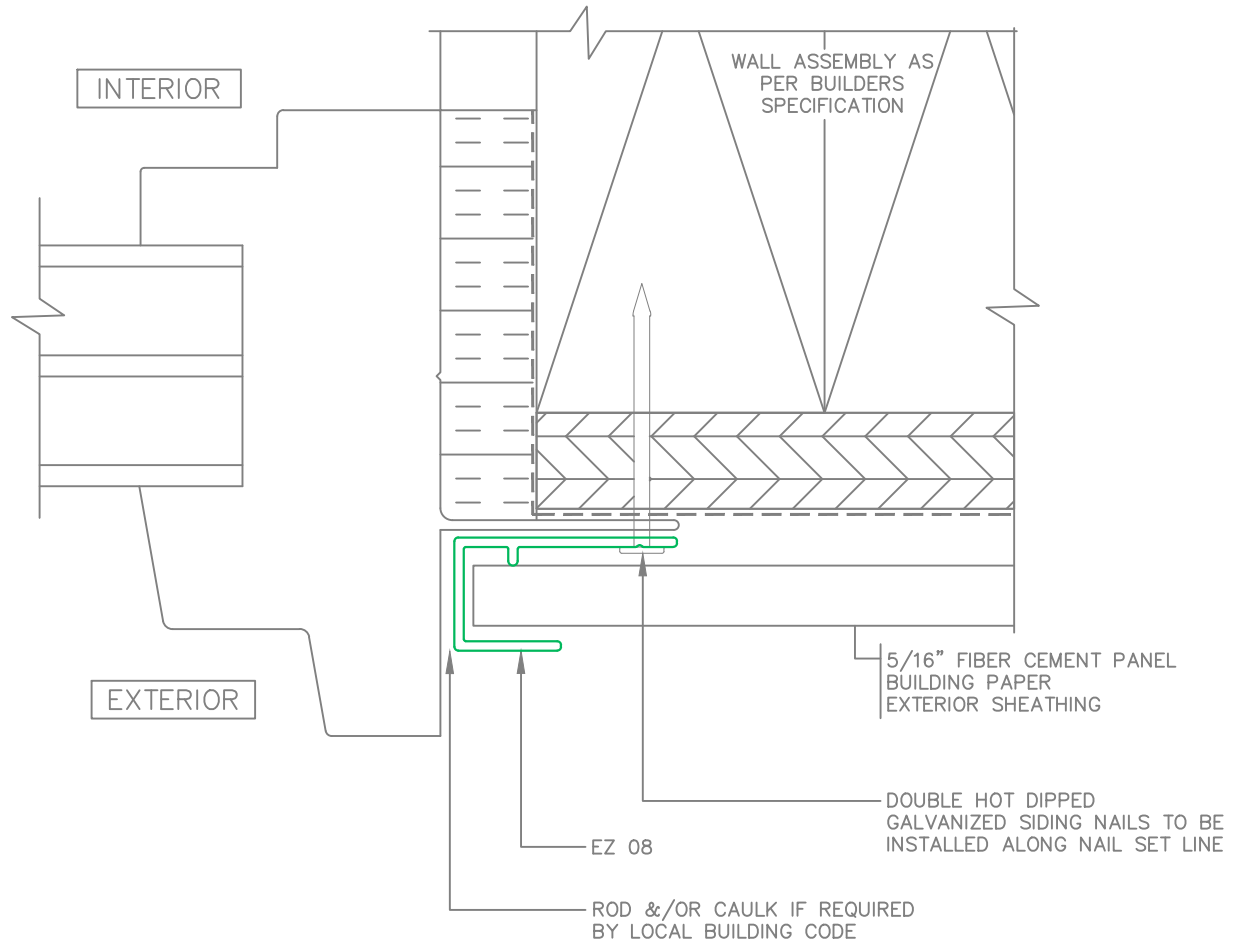 INTERIOR
WALL ASSEMBLY AS
PER BUILDERS
SPECIFICATION
EXTERIOR
5/16” FIBER CEMENT PANEL
BUILDING PAPER
EXTERIOR SHEATHING
DOUBLE HOT DIPPED
GALVANIZED SIDING NAILS TO BE
INSTALLED ALONG NAIL SET LINE
EZ 08
ROD &/OR CAULK IF REQUIRED
BY LOCAL BUILDING CODE